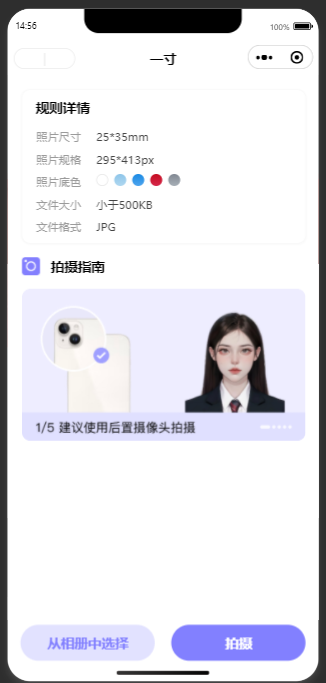 14:56
100%
一寸
规则详情
照片尺寸 25*35mm
照片规格 295*413px
照片底色
文件大小 小于500KB
文件格式 JPG
拍摄指南
1/5 建议使用后置摄像头拍摄
从相册中选择
拍摄